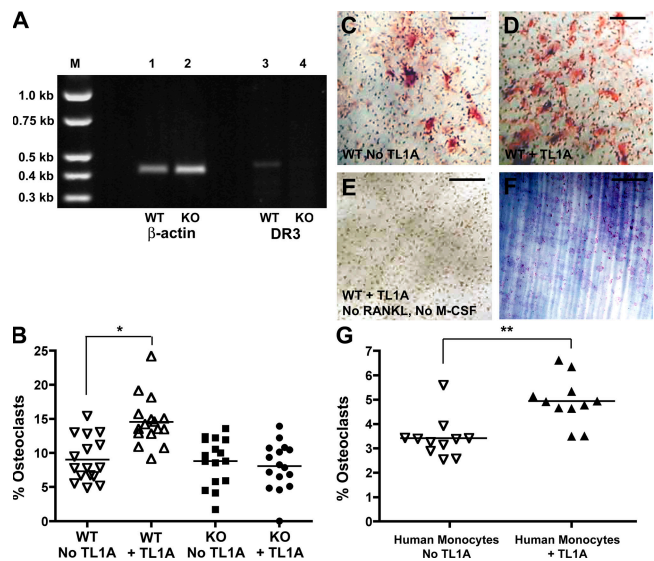 A
M 1 2 3 4
1.0 kb
0.75 kb
0.5 kb
0.4 kb
0.3 kb
WT KO WT KO
β-actin DR3
C
WT No TL1A
D
WT + TL1A
E
WT + TL1A
No RANKL, No M-CSF
F
B
*
% Osteoclasts
25
20
15
10
5
0
WT
No TL1A
WT
+ TL1A
KO
No TL1A
KO
+ TL1A
G
**
% Osteoclasts
7
6
5
4
3
2
1
0
Human Monocytes
No TL1A
Human Monocytes
+ TL1A